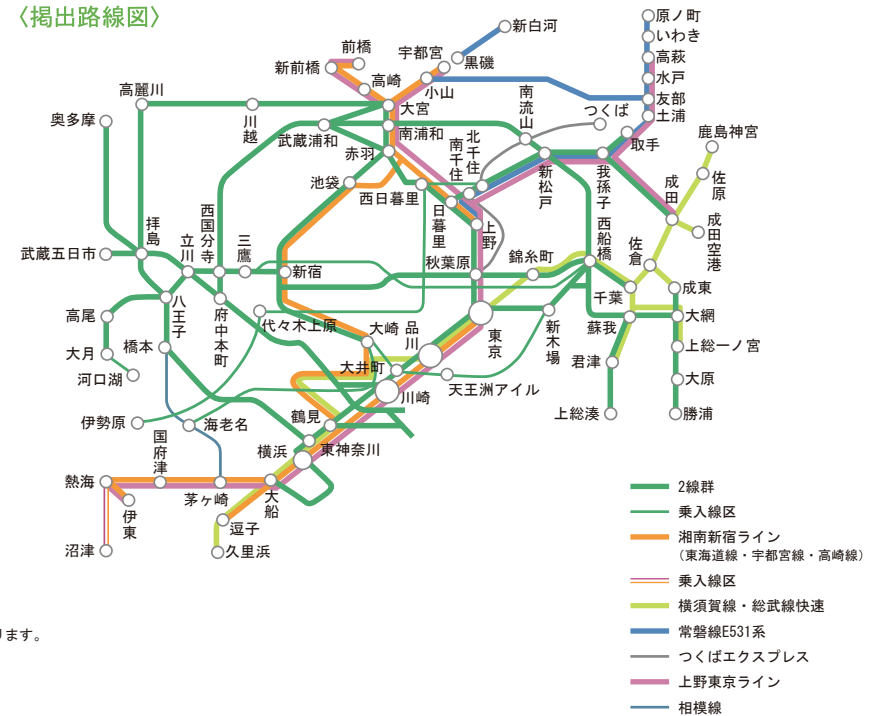 〈掲出路線図〉
原ノ町
新白河
いわき
前橋
宇都宮
新前橋
黒磯
高萩
高崎
小山
水戸
高麗川
大宮
南流山
つくば
友部
奥多摩
川越
武蔵浦和
南浦和
北千住
南千住
土浦
鹿島神宮
赤羽
取手
池袋
西日暮里
新松戸
我孫子
成田
佐原
日暮里
拝島
立川
西国分寺
三鷹
上野
西船橋
佐倉
成田空港
武蔵五日市
新宿
秋葉原
錦糸町
八王子
府中本町
千葉
成東
高尾
代々木上原
大崎
品川
東京
新木場
蘇我
大網
大月
橋本
大井町
君津
上総一ノ宮
河口湖
川崎
天王洲アイル
大原
伊勢原
海老名
鶴見
上総湊
勝浦
国府津
横浜
東神奈川
熱海
茅ヶ崎
大船
伊東
逗子
沼津
久里浜
2線群
乗入線区
湘南新宿ライン
（東海道線・宇都宮線・高崎線）
乗入線区
横須賀線・総武線快速
常磐線E531系
つくばエクスプレス
上野東京ライン
相模線
ります。